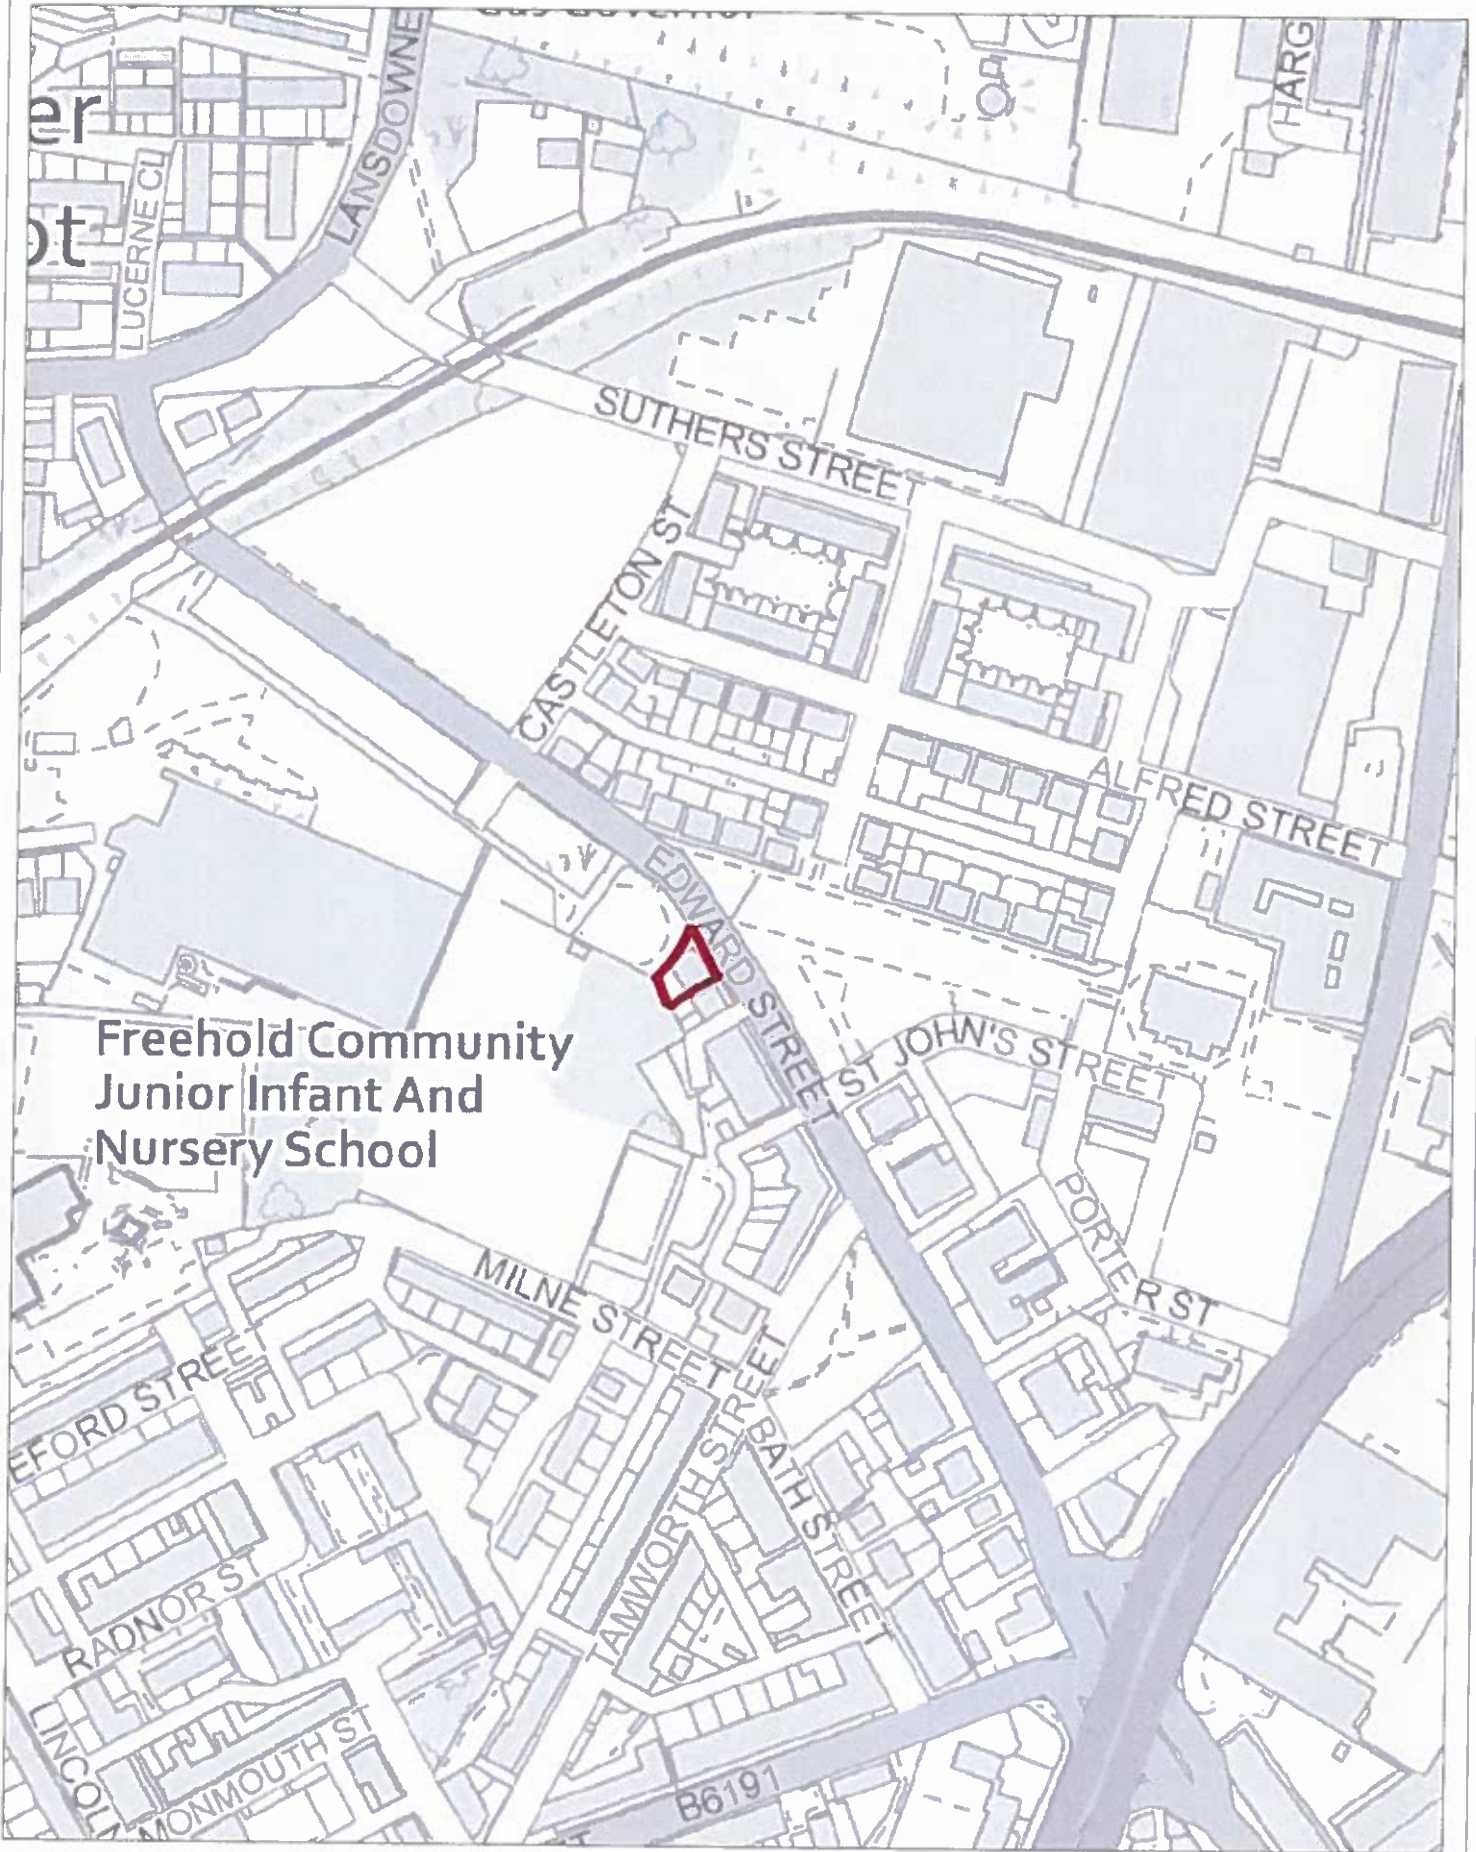 er
ot
LUCERNE CL
LANSDOWNE
HARG
SUTHERS STREET
CASTLETON ST
ALFRED STREET
EDWARD STREET
ST JOHN'S STREET
Freehold Community
Junior Infant And
Nursery School
PORTER ST
MILNE STREET
EFORD STREET
BATH STREET
TAMWORTH STREET
RADNOR ST
LINCOLN
MONMOUTH ST
B6191